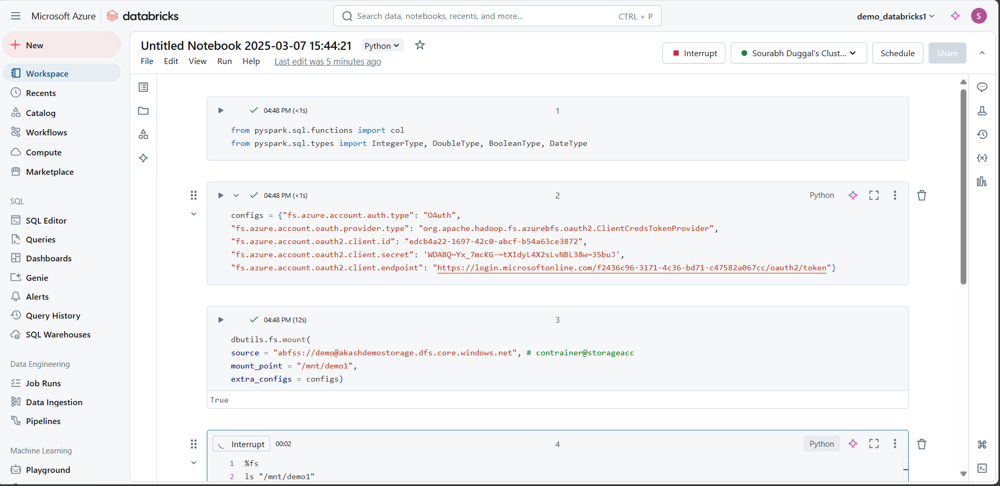 Microsoft Azure
databricks
Search data, notebooks, recents, and more...
CTRL + P
demo_databricks1
S
New
Workspace
Recents
Catalog
Workflows
Compute
Marketplace
SQL
SQL Editor
Queries
Dashboards
Genie
Alerts
Query History
SQL Warehouses
Data Engineering
Job Runs
Data Ingestion
Pipelines
Machine Learning
Playground
Untitled Notebook 2025-03-07 15:44:21
Python
File Edit View Run Help Last edit was 5 minutes ago
Interrupt
Sourabh Duggal's Clust...
Schedule
Share
04:48 PM (<1s)
1
from pyspark.sql.functions import col
from pyspark.sql.types import IntegerType, DoubleType, BooleanType, DateType
04:48 PM (<1s)
2
Python
configs = {"fs.azure.account.auth.type": "OAuth",
"fs.azure.account.oauth.provider.type": "org.apache.hadoop.fs.azurebfs.oauth2.ClientCredsTokenProvider",
"fs.azure.account.oauth2.client.id": "edcb4a22-1697-42c0-abcf-b54a63ce3872",
"fs.azure.account.oauth2.client.secret": 'WDA8Q~Yx_7mcKG-~tXIdyL4X2sLvNBL38w~35buJ',
"fs.azure.account.oauth2.client.endpoint": "https://login.microsoftonline.com/f2436c96-3171-4c36-bd71-c47582a067cc/oauth2/token"}
04:48 PM (12s)
3
dbutils.fs.mount(
source = "abfss://demo@akashdemostorage.dfs.core.windows.net", # contrainer@storageacc
mount_point = "/mnt/demo1",
extra_configs = configs)
True
Interrupt
00:02
4
Python
1 %fs
2 ls "/mnt/demo1"